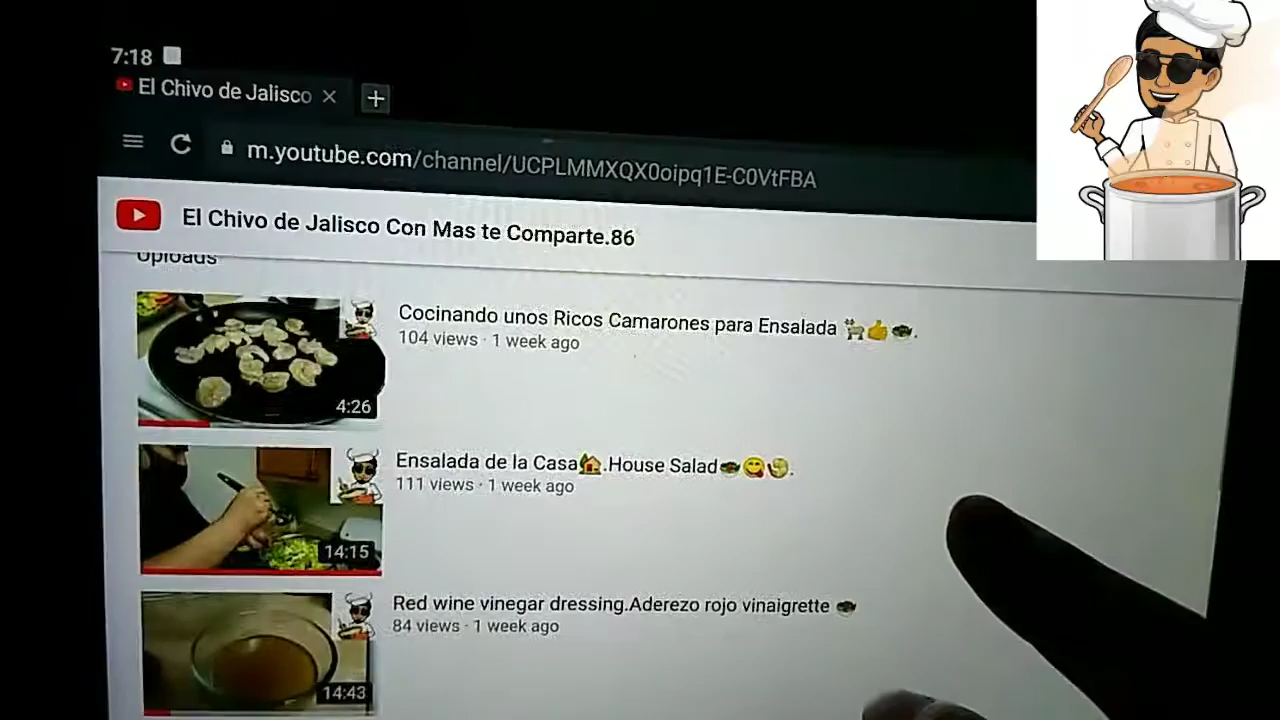 7:18
El Chivo de Jalisco
m.youtube.com/channel/UCPLMMXQX0oipq1E-C0VtFBA
El Chivo de Jalisco Con Mas te Comparte.86
Uploads
Cocinando unos Ricos Camarones para Ensalada 🐐👍🥗.
104 views · 1 week ago
4:26
Ensalada de la Casa🏡.House Salad🥗😋🍤.
111 views · 1 week ago
14:15
Red wine vinegar dressing.Aderezo rojo vinaigrette 🥗
84 views · 1 week ago
14:43